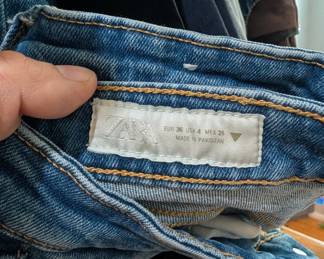 ZARA
EUR 36 USA 4 MEX 26
MADE IN PAKISTAN